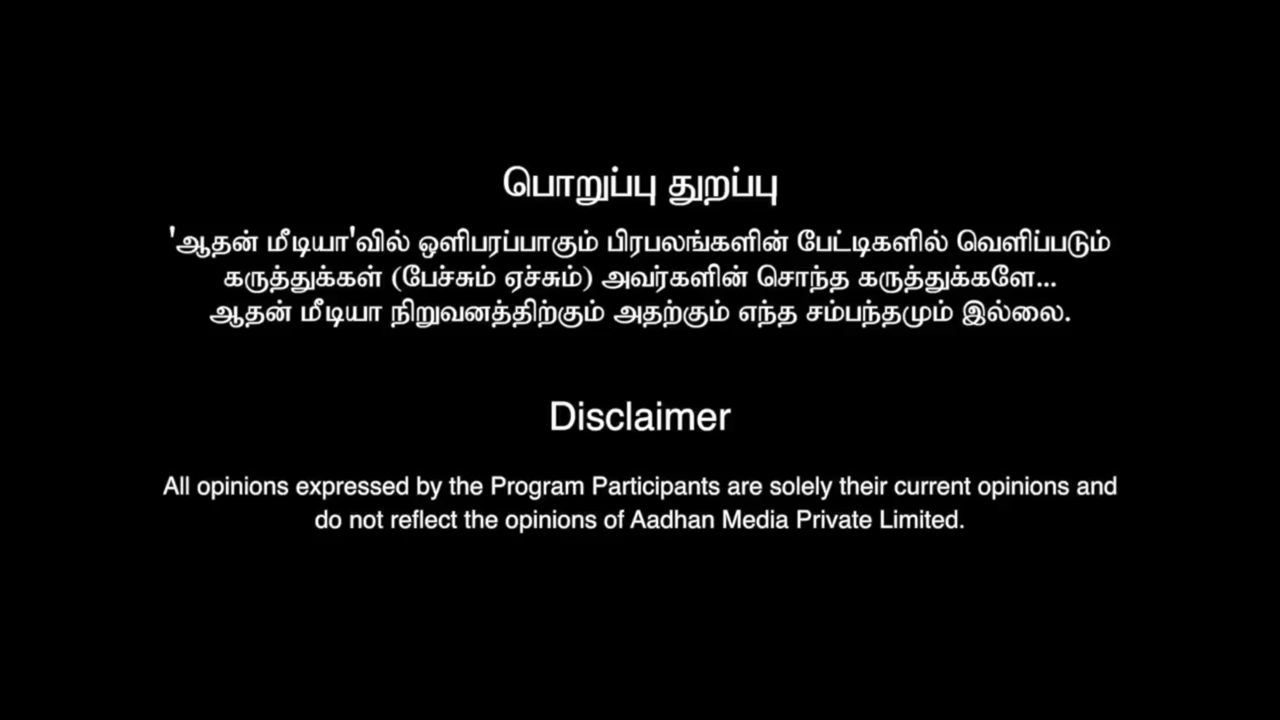 பொறுப்பு துறப்பு
'ஆதன் மீடியா'வில் ஒளிபரப்பாகும் பிரபலங்களின் பேட்டிகளில் வெளிப்படும்
கருத்துக்கள் (பேச்சும் ஏச்சும்) அவர்களின் சொந்த கருத்துக்களே...
ஆதன் மீடியா நிறுவனத்திற்கும் அதற்கும் எந்த சம்பந்தமும் இல்லை.
Disclaimer
All opinions expressed by the Program Participants are solely their current opinions and
do not reflect the opinions of Aadhan Media Private Limited.